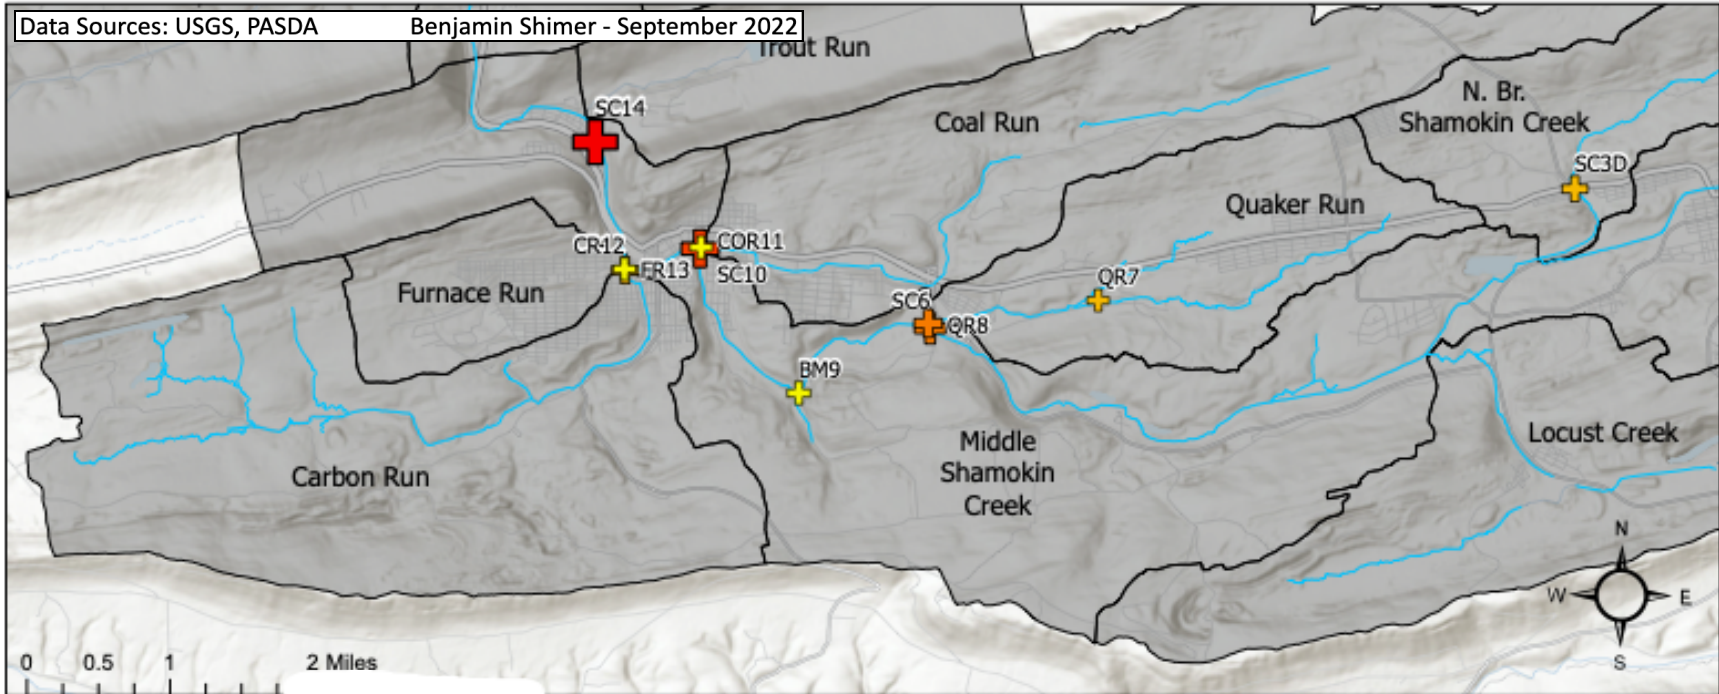 Data Sources: USGS, PASDA Benjamin Shimer - September 2022
Trout Run
SC14
Coal Run
N. Br.
Shamokin Creek
SC3D
Quaker Run
CR-12
COR11
FR13
SC10
Furnace Run
QR7
SC6
QR8
BM9
Middle
Shamokin
Creek
Locust Creek
Carbon Run
N
W E
S
0 0.5 1 2 Miles